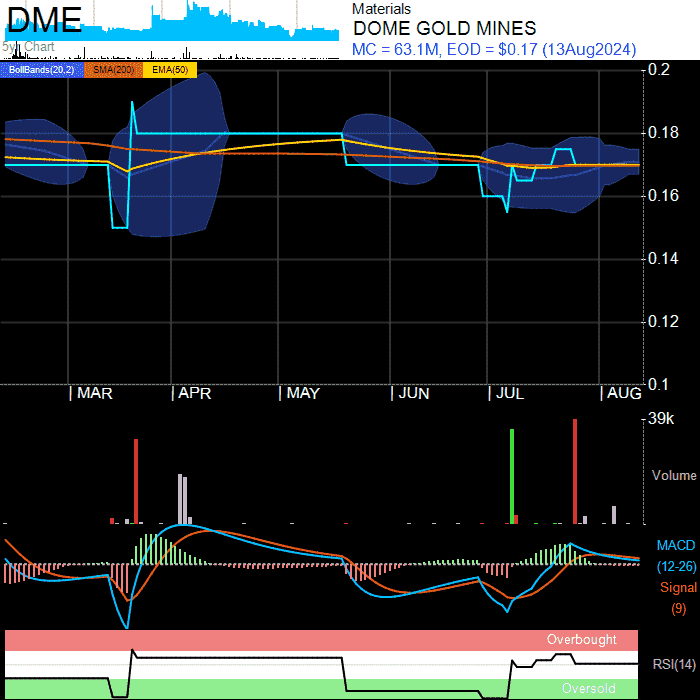 DME
5yr Chart
Materials
DOME GOLD MINES
MC = 63.1M, EOD = $0.17 (13Aug2024)
BollBands(20,2) SMA(200) EMA(50)
0.2
0.18
0.16
0.14
0.12
0.1
| MAR | APR | MAY | JUN | JUL | AUG
39k
Volume
MACD
(12-26)
Signal
(9)
Overbought
RSI(14)
Oversold